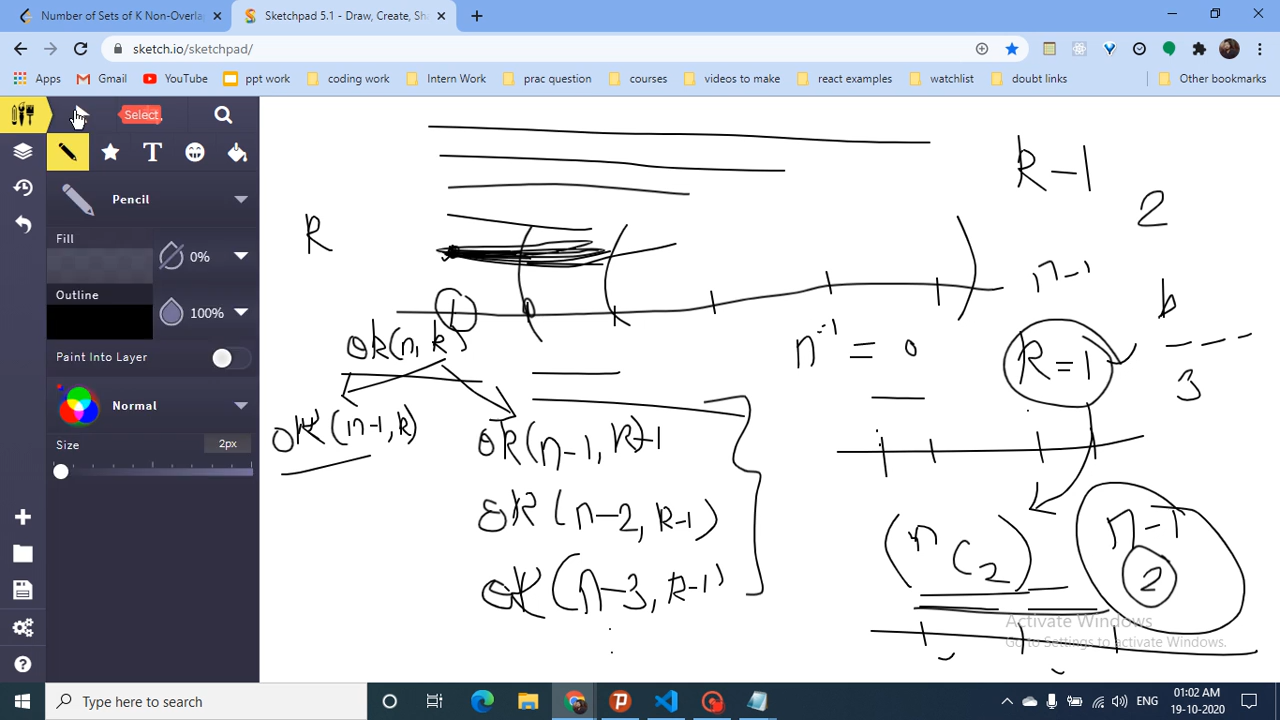 Number of Sets of K Non-Overla
Sketchpad 5.1 - Draw, Create, Sha
sketch.io/sketchpad/
Apps
Gmail
YouTube
ppt work
coding work
Intern Work
prac question
courses
videos to make
react examples
watchlist
doubt links
Other bookmarks
Select.
Pencil
Fill
0%
Outline
100%
Paint Into Layer
Normal
Size
2px
k-1
2
k
n-1
ok(n, k)
n-1 = 0
k=1
3
ok(n-1, k)
ok(n-1, k)-1
ok(n-2, k-1)
ok(n-3, k-1)
(nC2)
n-1
2
Activate Windows
Go to Settings to activate Windows.
Type here to search
ENG
01:02 AM
19-10-2020